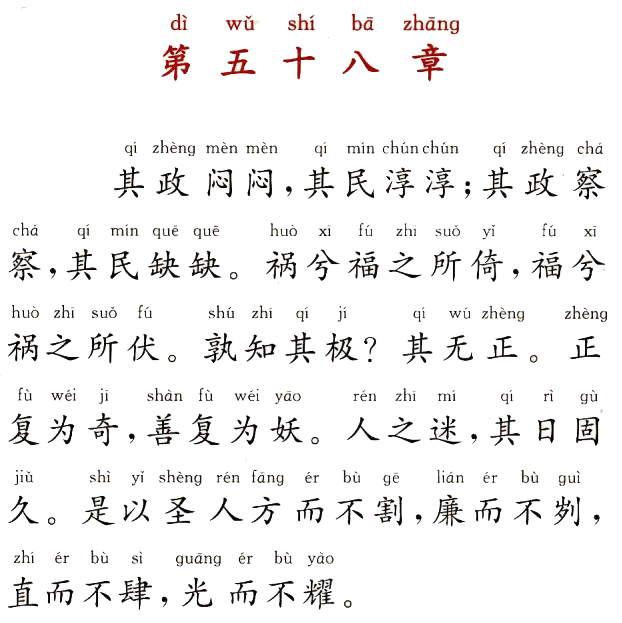 dì wǔ shí bā zhāng
第五十八章
qí zhèng mèn mèn qí mín chún chún qí zhèng chá
其政闷闷,其民淳淳;其政察
chá qí mín quē quē huò xī fú zhī suǒ yǐ fú xī
察,其民缺缺。祸兮福之所倚,福兮
huò zhī suǒ fú shú zhī qí jí qí wú zhèng zhèng
祸之所伏。孰知其极?其无正。正
fù wéi jī shàn fù wéi yāo rén zhī mí qí rì gù
复为奇,善复为妖。人之迷,其日固
jiǔ shì yǐ shèng rén fāng ér bù gē lián ér bù guì
久。是以圣人方而不割,廉而不刿,
zhí ér bù sì guāng ér bù yào
直而不肆,光而不耀。